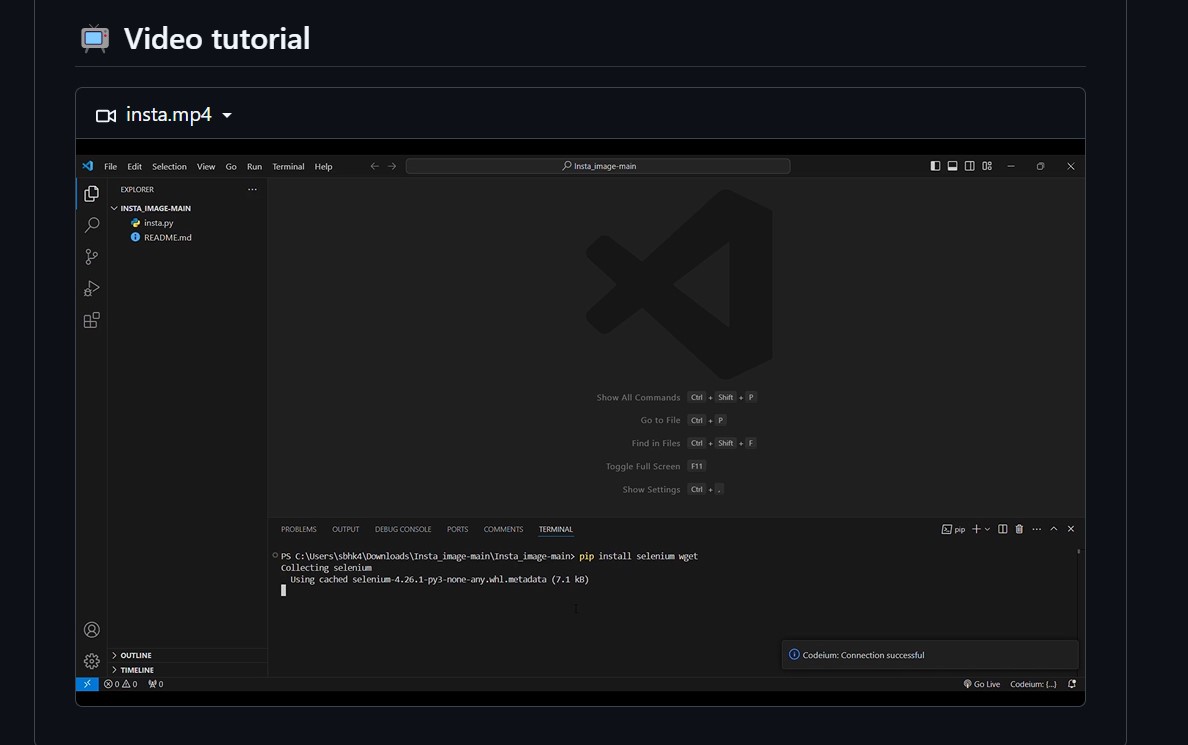 Video tutorial
insta.mp4
File Edit Selection View Go Run Terminal Help
Insta_image-main
EXPLORER
INSTA_IMAGE-MAIN
insta.py
README.md
Show All Commands Ctrl + Shift + P
Go to File Ctrl + P
Find in Files Ctrl + Shift + F
Toggle Full Screen F11
Show Settings Ctrl + ,
PROBLEMS OUTPUT DEBUG CONSOLE PORTS COMMENTS TERMINAL
pip
PS C:\Users\sbhk4\Downloads\Insta_image-main\Insta_image-main> pip install selenium wget
Collecting selenium
Using cached selenium-4.26.1-py3-none-any.whl.metadata (7.1 kB)
Codeium: Connection successful
OUTLINE
TIMELINE
0 0 0
Go Live Codeium: {...}